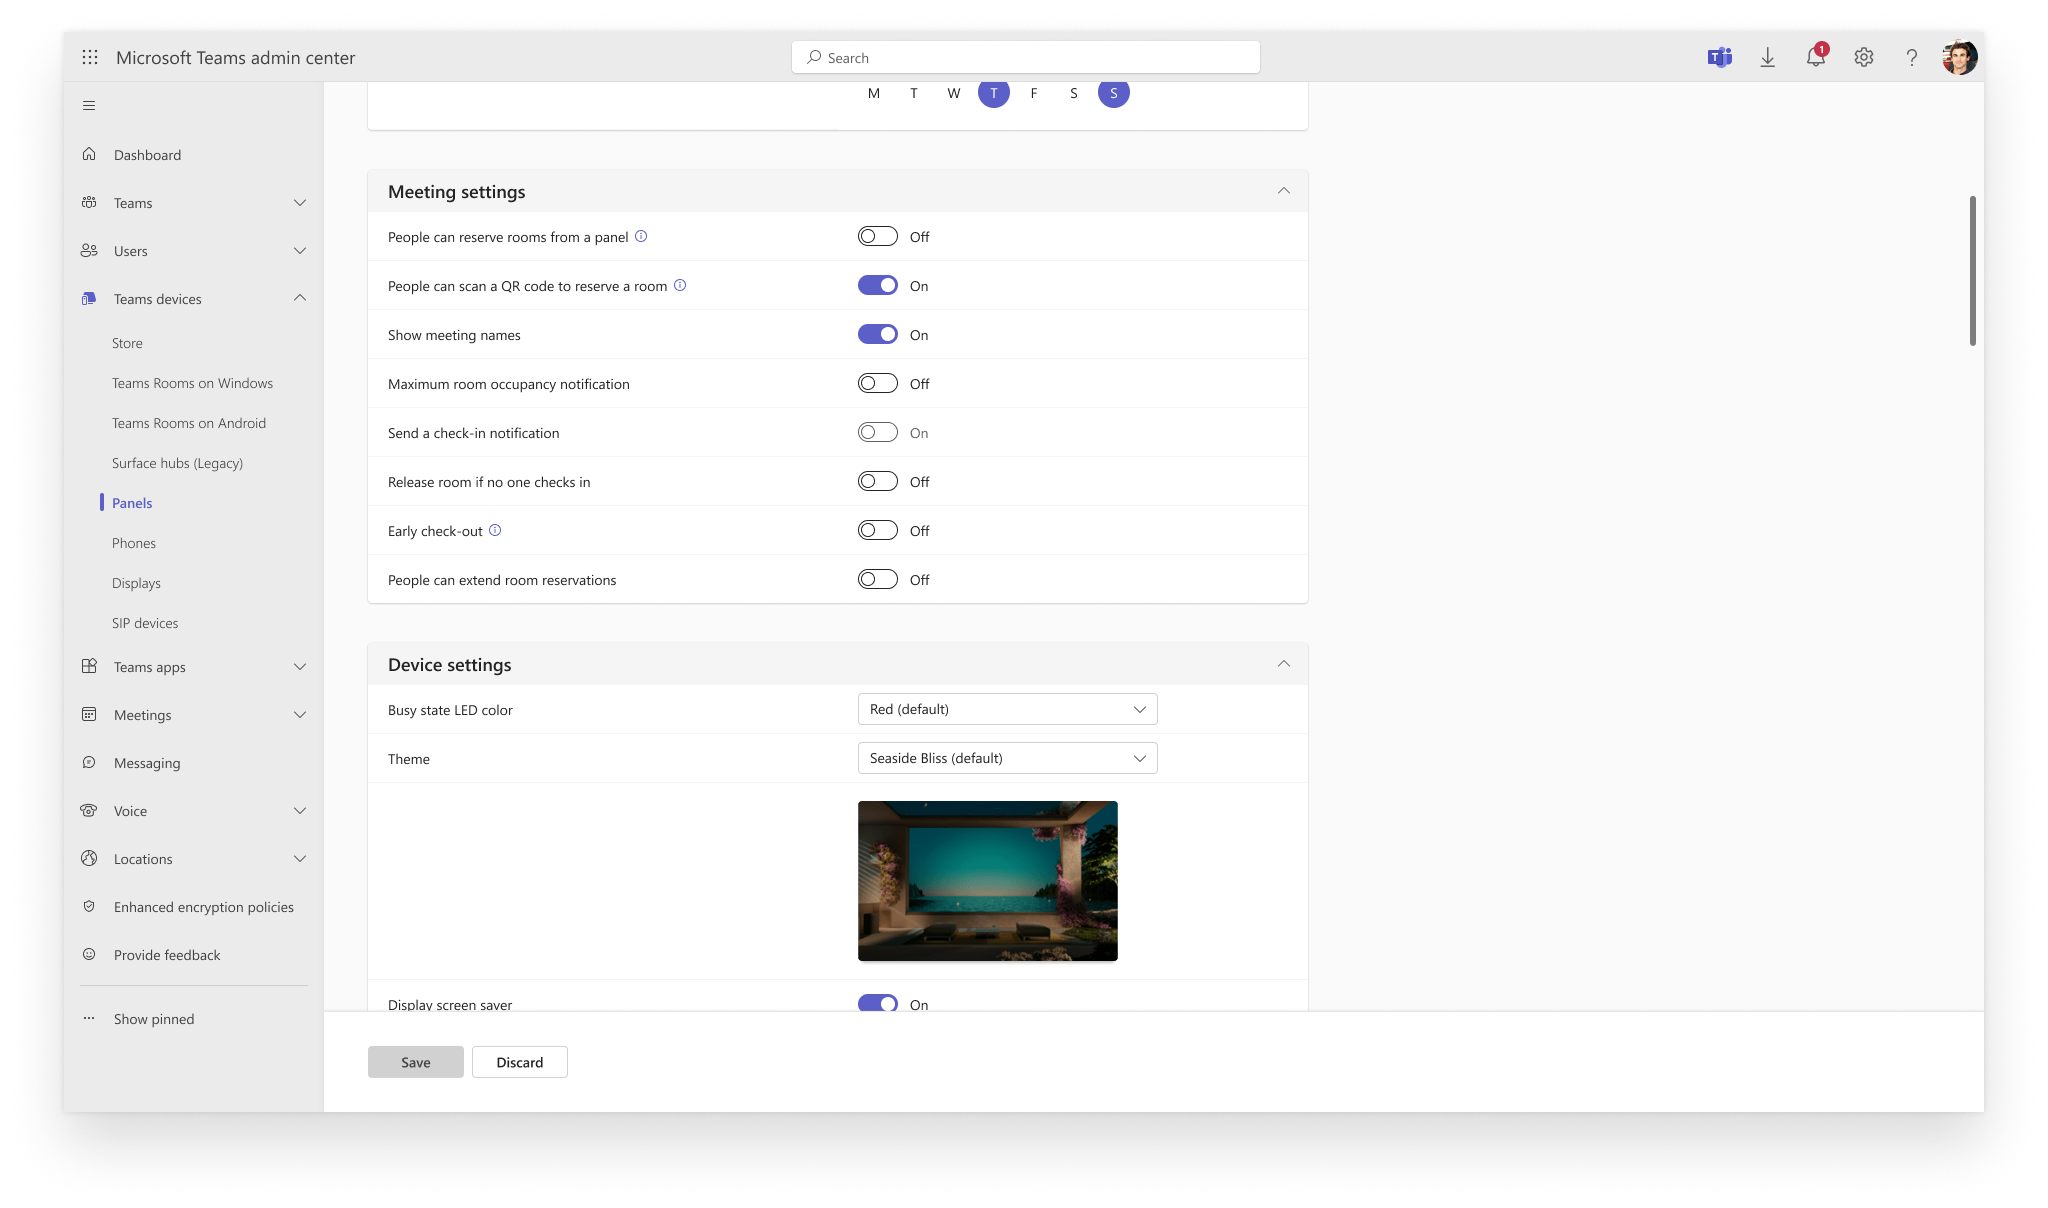 Microsoft Teams admin center
Search
1
M T W T F S S
Dashboard
Teams
Users
Teams devices
Store
Teams Rooms on Windows
Teams Rooms on Android
Surface hubs (Legacy)
Panels
Phones
Displays
SIP devices
Teams apps
Meetings
Messaging
Voice
Locations
Enhanced encryption policies
Provide feedback
Show pinned
Meeting settings
People can reserve rooms from a panel Off
People can scan a QR code to reserve a room On
Show meeting names On
Maximum room occupancy notification Off
Send a check-in notification On
Release room if no one checks in Off
Early check-out Off
People can extend room reservations Off
Device settings
Busy state LED color Red (default)
Theme Seaside Bliss (default)
Display screen saver On
Save Discard